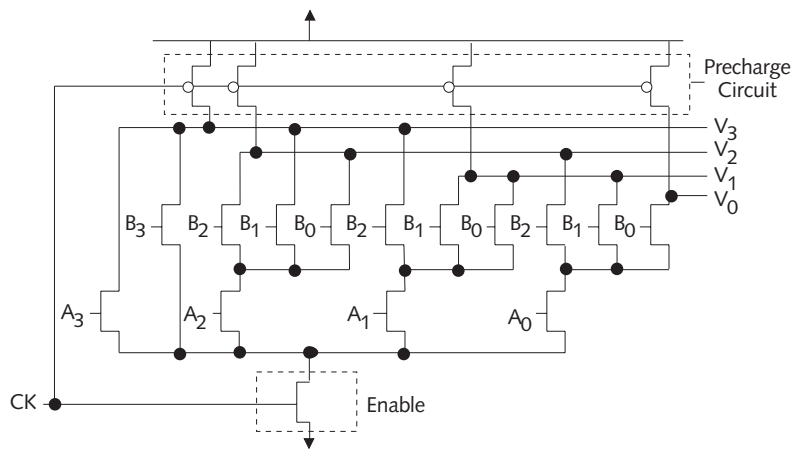 Precharge
Circuit
V3
V2
V1
V0
B3 B2 B1 B0 B2 B1 B0 B2 B1 B0
A3 A2 A1 A0
CK
Enable